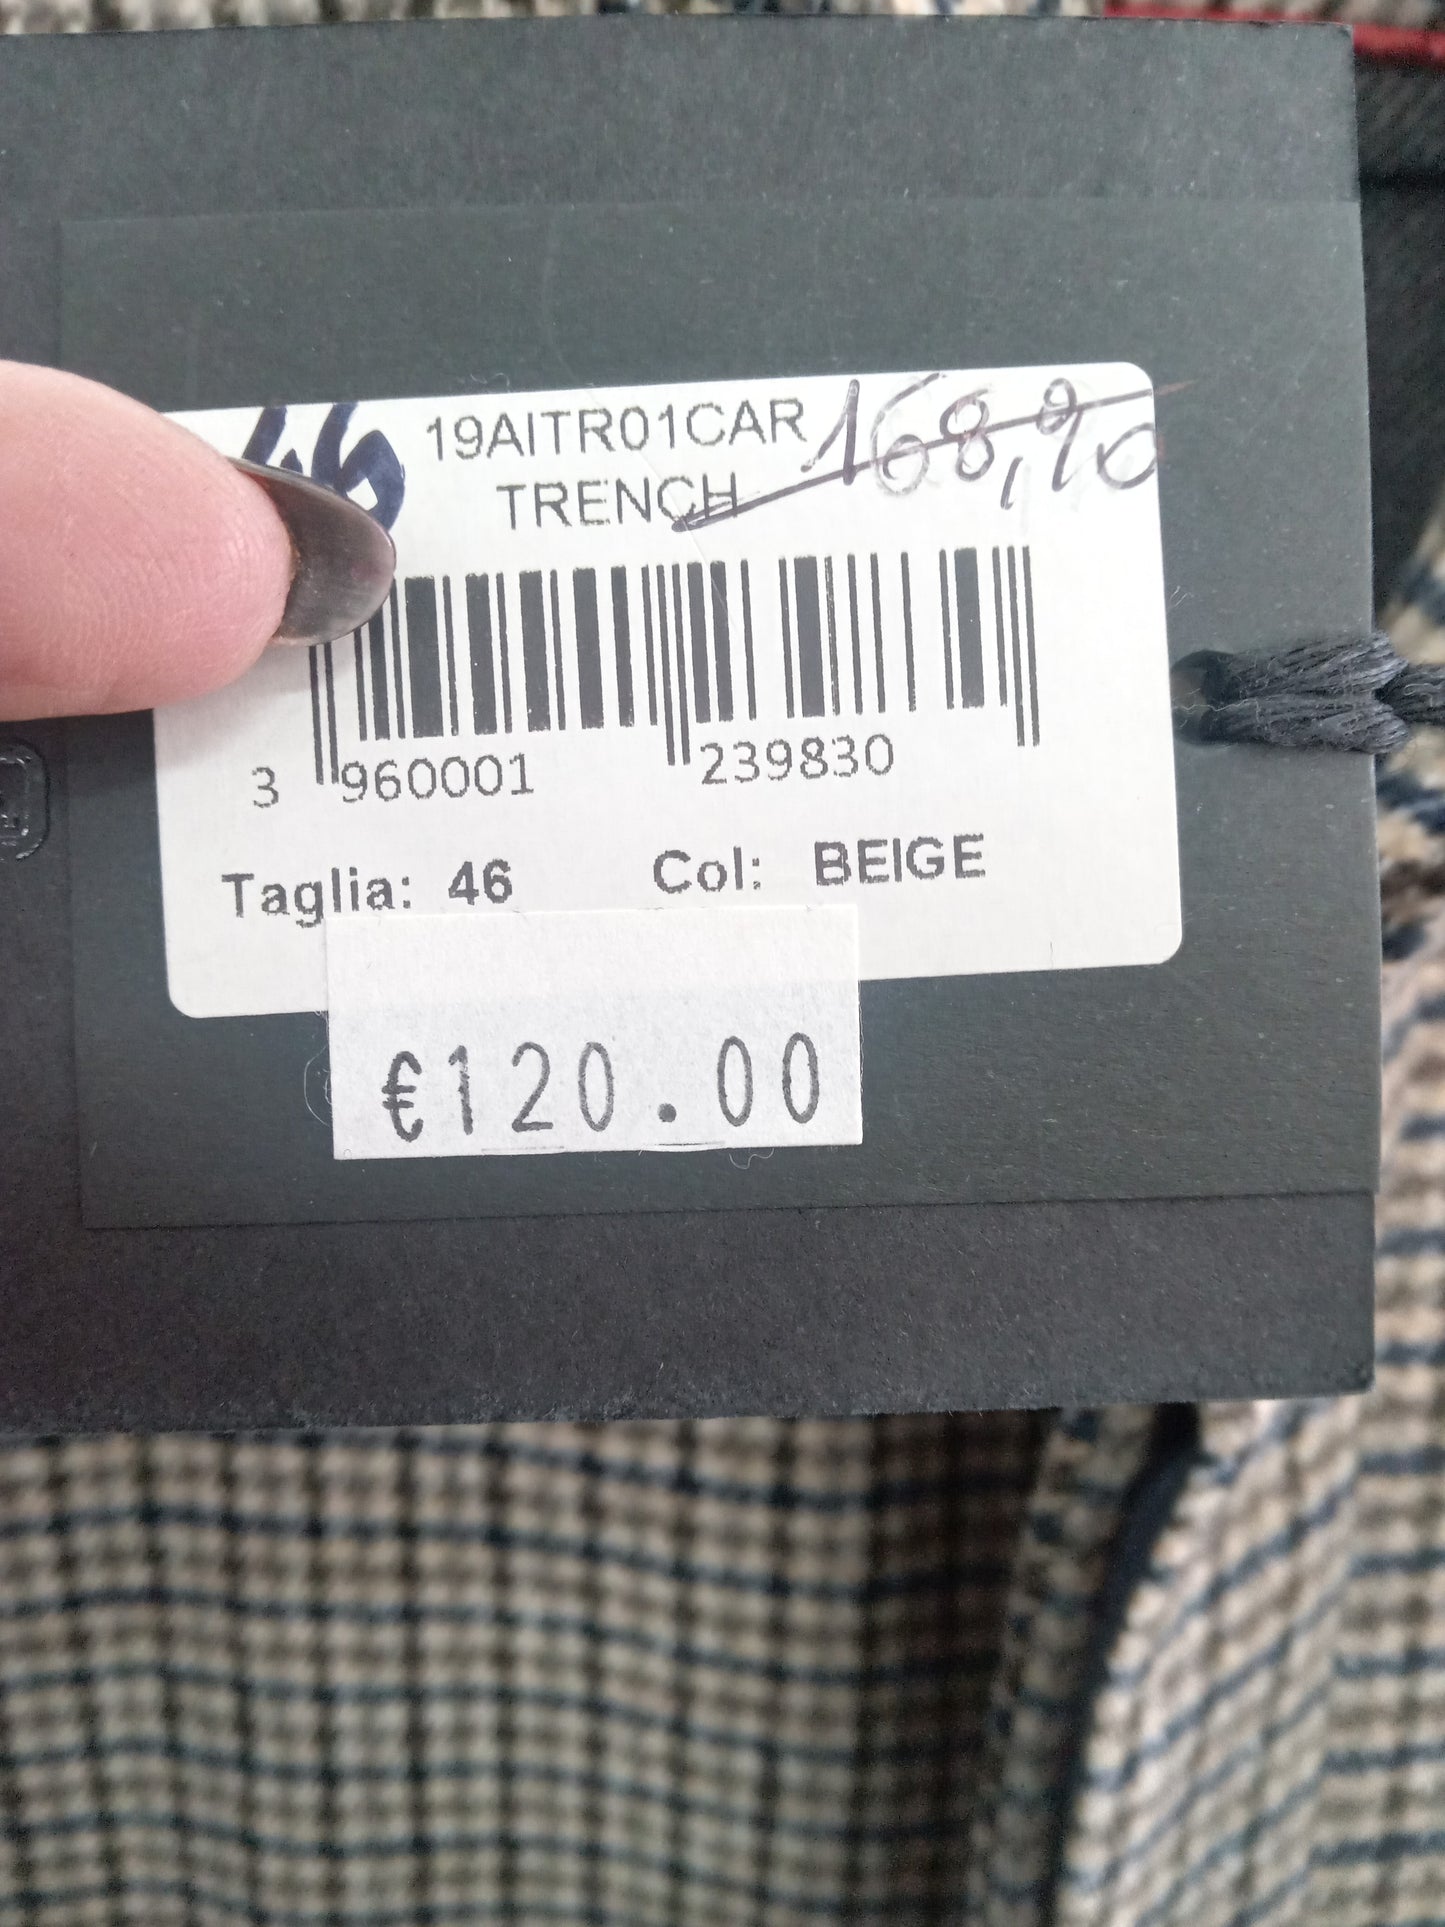 46 19AITR01CAR 168,90
TRENCH
3 960001 239830
Taglia: 46 Col: BEIGE
€120.00